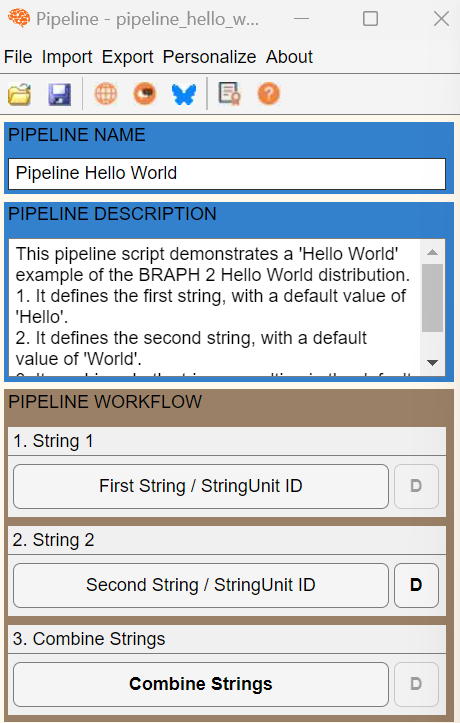 Pipeline - pipeline_hello_w...
File Import Export Personalize About
PIPELINE NAME
Pipeline Hello World
PIPELINE DESCRIPTION
This pipeline script demonstrates a 'Hello World'
example of the BRAPH 2 Hello World distribution.
1. It defines the first string, with a default value of
'Hello'.
2. It defines the second string, with a default
value of 'World'.
PIPELINE WORKFLOW
1. String 1
First String / StringUnit ID
D
2. String 2
Second String / StringUnit ID
D
3. Combine Strings
Combine Strings
D